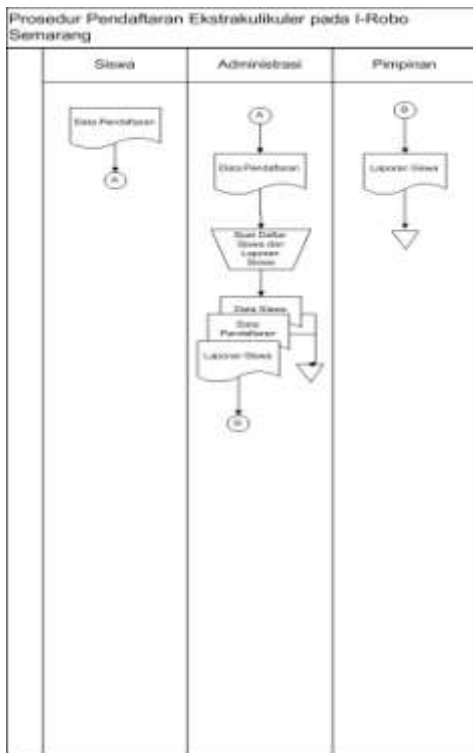 Prosedur Pendaftaran Ekstrakulikuler pada I-Robo
Semarang
Siswa
Administrasi
Pimpinan
Data Pendaftaran
A
A
Data Pendaftaran
Buat Daftar
Siswa dan
Laporan
Siswa
Data Siswa
Data
Pendaftaran
Laporan Siswa
B
B
Laporan Siswa